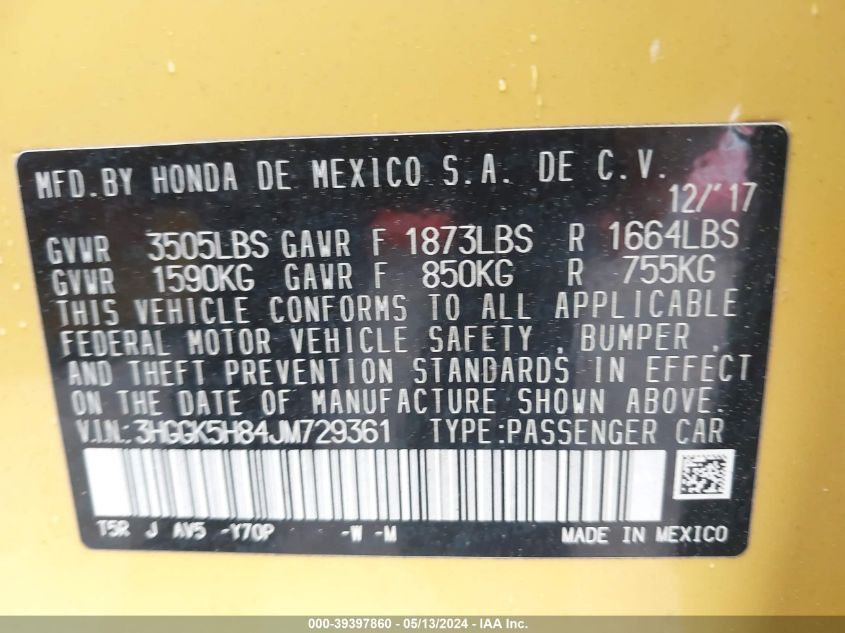 MFD.BY HONDA DE MEXICO S.A. DE C.V.
12/'17
GVWR 3505LBS GAWR F 1873LBS R 1664LBS
GVWR 1590KG GAWR F 850KG R 755KG
THIS VEHICLE CONFORMS TO ALL APPLICABLE
FEDERAL MOTOR VEHICLE SAFETY , BUMPER ,
AND THEFT PREVENTION STANDARDS IN EFFECT
ON THE DATE OF MANUFACTURE SHOWN ABOVE.
V.I.N.:3HGGK5H84JM729361 TYPE:PASSENGER CAR
T5R J AV5 -Y70P -W -M MADE IN MEXICO
000-39397860 - 05/13/2024 - IAA Inc.